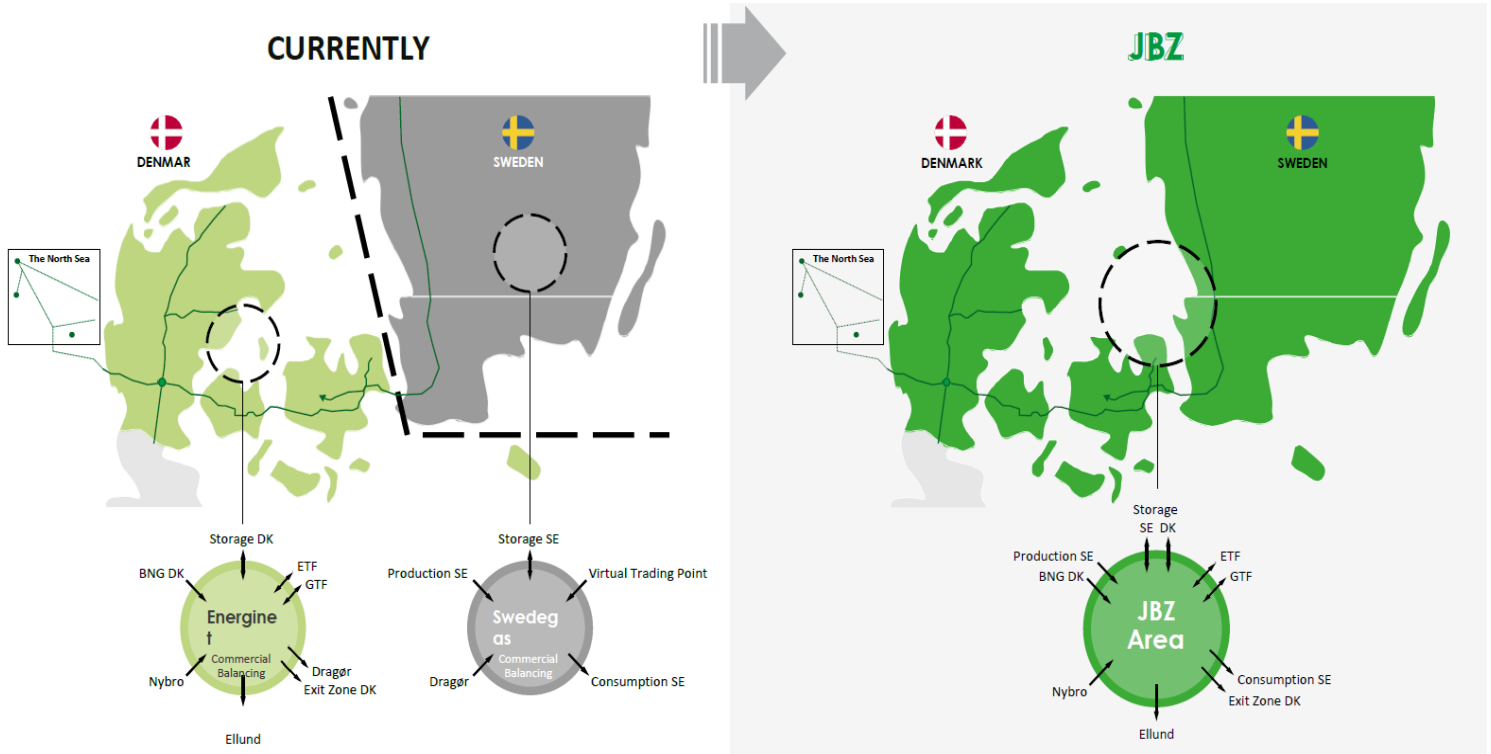 CURRENTLY
DENMAR
SWEDEN
The North Sea
Storage DK
BNG DK
ETF
GTF
Energine
t
Commercial
Balancing
Nybro
Dragør
Exit Zone DK
Ellund
Storage SE
Production SE
Virtual Trading Point
Swedeg
as
Commercial
Balancing
Dragør
Consumption SE
JBZ
DENMARK
SWEDEN
The North Sea
Storage
SE DK
Production SE
BNG DK
ETF
GTF
JBZ
Area
Nybro
Consumption SE
Exit Zone DK
Ellund